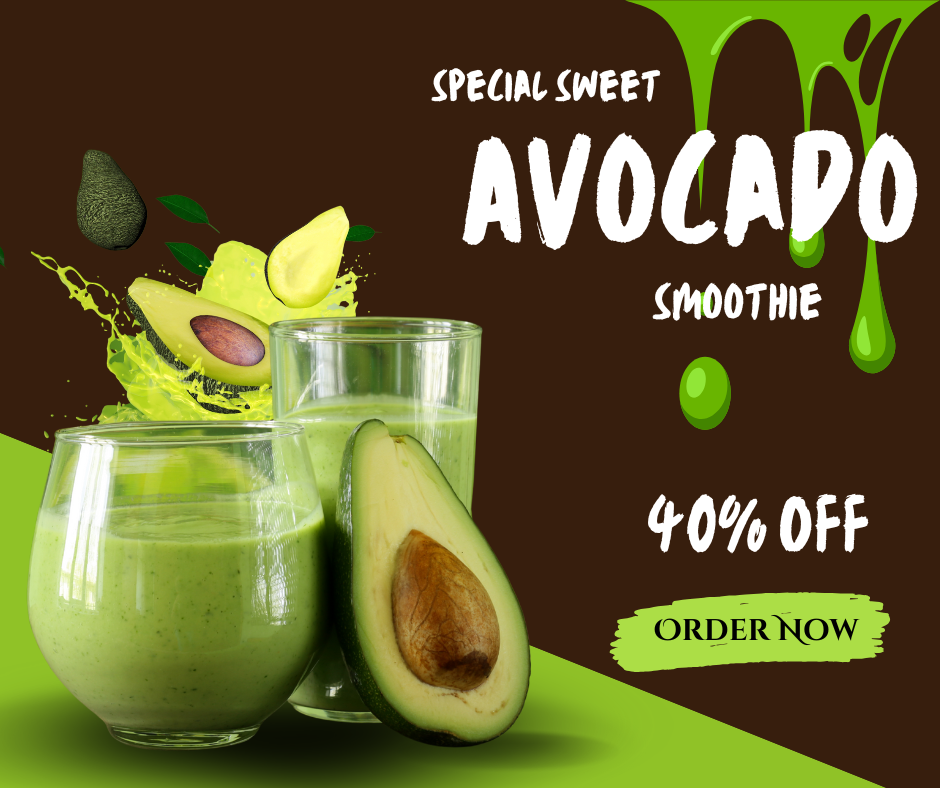 SPECIAL SWEET
AVOCADO
SMOOTHIE
40% OFF
ORDER NOW